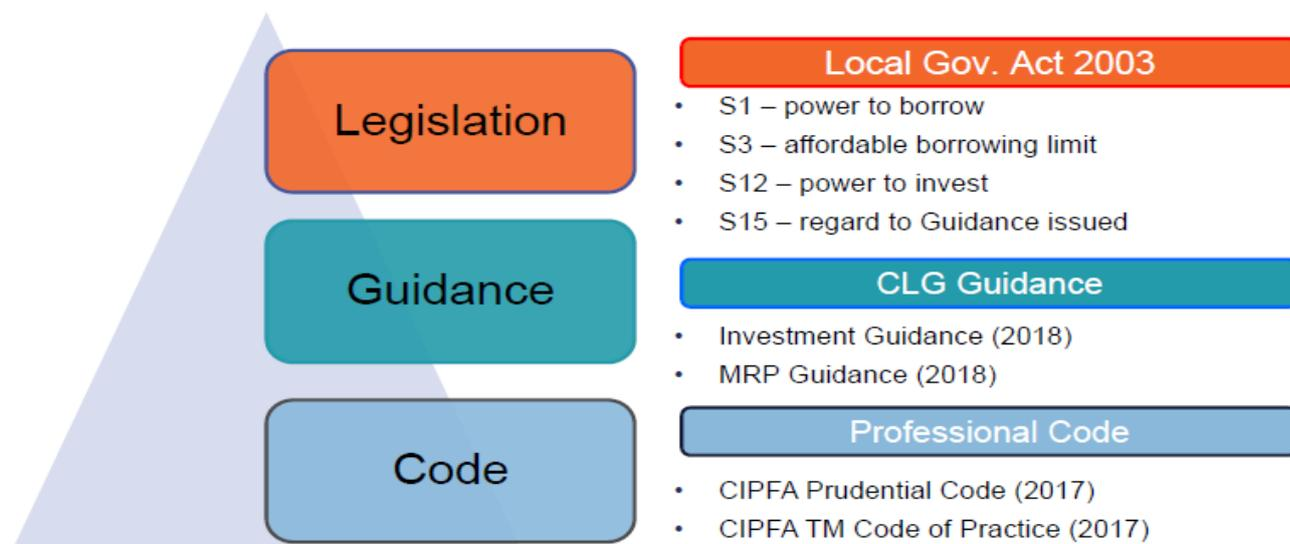 Legislation
Local Gov. Act 2003
• S1 – power to borrow
• S3 – affordable borrowing limit
• S12 – power to invest
• S15 – regard to Guidance issued
Guidance
CLG Guidance
• Investment Guidance (2018)
• MRP Guidance (2018)
Code
Professional Code
• CIPFA Prudential Code (2017)
• CIPFA TM Code of Practice (2017)